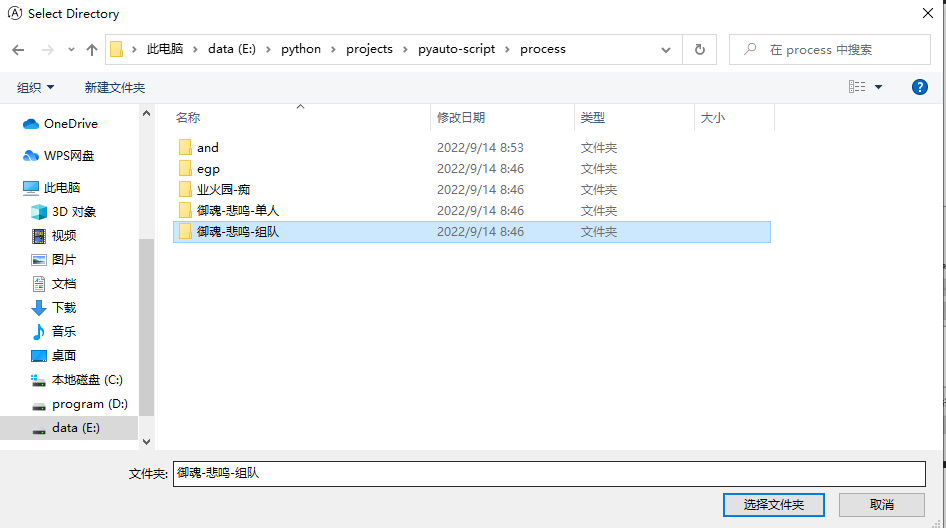 Select Directory
此电脑 data (E:) python projects pyauto-script process
在 process 中搜索
组织 新建文件夹
名称 修改日期 类型 大小
OneDrive
WPS网盘
此电脑
3D 对象
视频
图片
文档
下载
音乐
桌面
本地磁盘 (C:)
program (D:)
data (E:)
and 2022/9/14 8:53 文件夹
egp 2022/9/14 8:46 文件夹
业火园-痴 2022/9/14 8:46 文件夹
御魂-悲鸣-单人 2022/9/14 8:46 文件夹
御魂-悲鸣-组队 2022/9/14 8:46 文件夹
文件夹: 御魂-悲鸣-组队
选择文件夹 取消